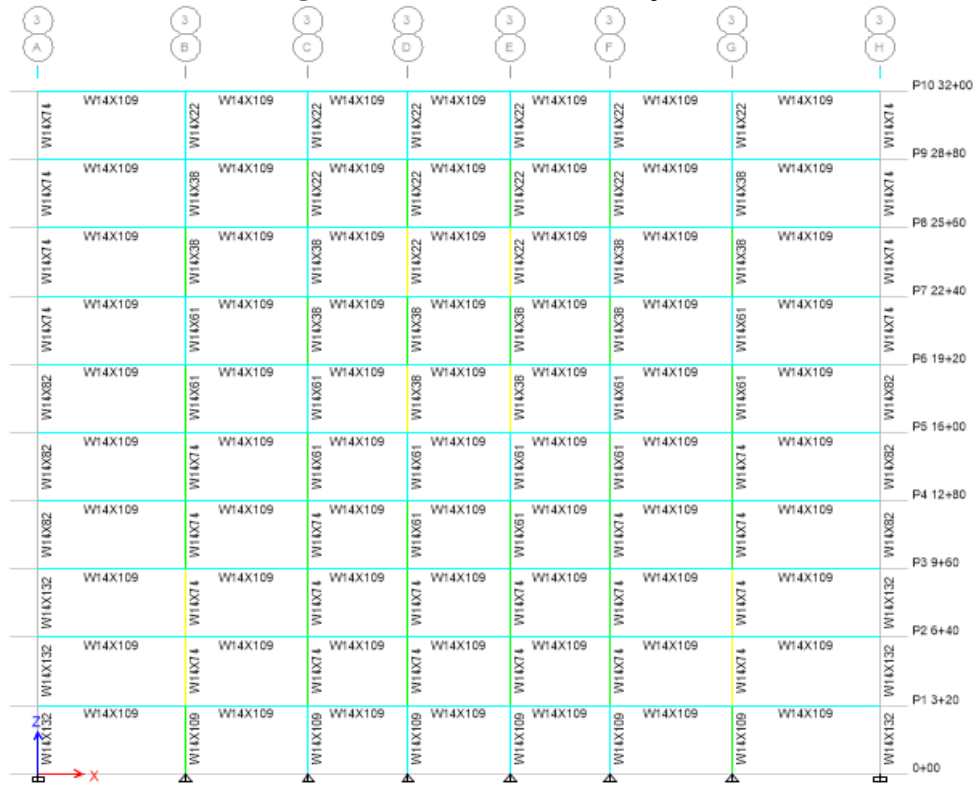 3 3 3 3 3 3 3 3
A B C D E F G H
P10 32+00
W14X109 W14X109 W14X109 W14X109 W14X109 W14X109 W14X109
W14X74 W14X22 W14X22 W14X22 W14X22 W14X22 W14X22 W14X74
P9 28+80
W14X109 W14X109 W14X109 W14X109 W14X109 W14X109 W14X109
W14X74 W14X38 W14X22 W14X22 W14X22 W14X22 W14X38 W14X74
P8 25+60
W14X109 W14X109 W14X109 W14X109 W14X109 W14X109 W14X109
W14X74 W14X38 W14X38 W14X22 W14X22 W14X38 W14X38 W14X74
P7 22+40
W14X109 W14X109 W14X109 W14X109 W14X109 W14X109 W14X109
W14X74 W14X61 W14X38 W14X38 W14X38 W14X38 W14X61 W14X74
P6 19+20
W14X109 W14X109 W14X109 W14X109 W14X109 W14X109 W14X109
W14X82 W14X61 W14X61 W14X38 W14X38 W14X61 W14X61 W14X82
P5 16+00
W14X109 W14X109 W14X109 W14X109 W14X109 W14X109 W14X109
W14X82 W14X74 W14X61 W14X61 W14X61 W14X61 W14X74 W14X82
P4 12+80
W14X109 W14X109 W14X109 W14X109 W14X109 W14X109 W14X109
W14X82 W14X74 W14X74 W14X61 W14X61 W14X74 W14X74 W14X82
P3 9+60
W14X109 W14X109 W14X109 W14X109 W14X109 W14X109 W14X109
W14X132 W14X74 W14X74 W14X74 W14X74 W14X74 W14X74 W14X132
P2 6+40
W14X109 W14X109 W14X109 W14X109 W14X109 W14X109 W14X109
W14X132 W14X74 W14X74 W14X74 W14X74 W14X74 W14X74 W14X132
P1 3+20
W14X109 W14X109 W14X109 W14X109 W14X109 W14X109 W14X109
Z
W14X132 W14X109 W14X109 W14X109 W14X109 W14X109 W14X109 W14X132
X
0+00